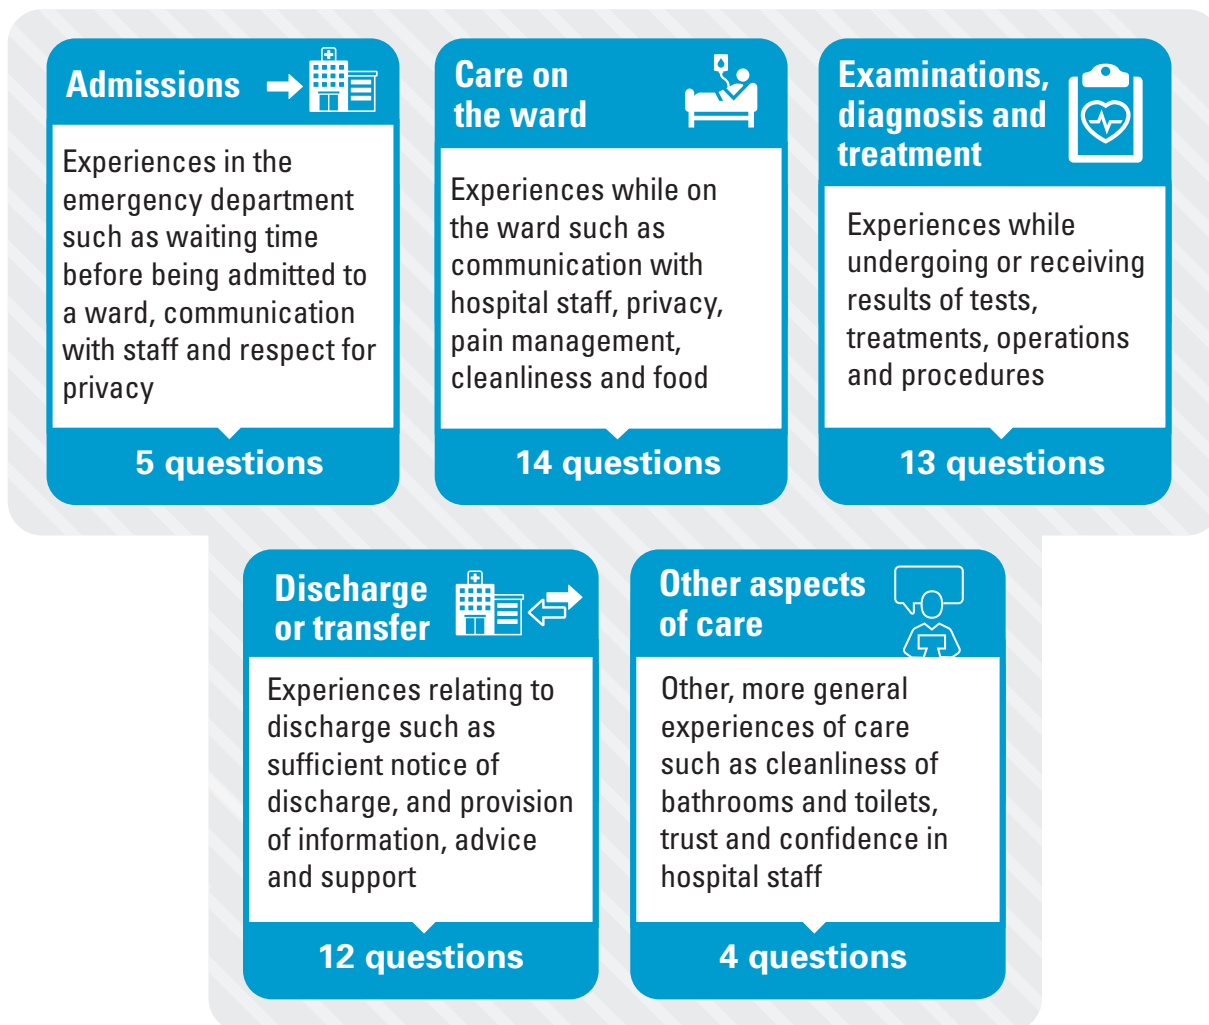 Admissions
Experiences in the
emergency department
such as waiting time
before being admitted to
a ward, communication
with staff and respect for
privacy
5 questions
Care on
the ward
Experiences while on
the ward such as
communication with
hospital staff, privacy,
pain management,
cleanliness and food
14 questions
Examinations,
diagnosis and
treatment
Experiences while
undergoing or receiving
results of tests,
treatments, operations
and procedures
13 questions
Discharge
or transfer
Experiences relating to
discharge such as
sufficient notice of
discharge, and provision
of information, advice
and support
12 questions
Other aspects
of care
Other, more general
experiences of care
such as cleanliness of
bathrooms and toilets,
trust and confidence in
hospital staff
4 questions